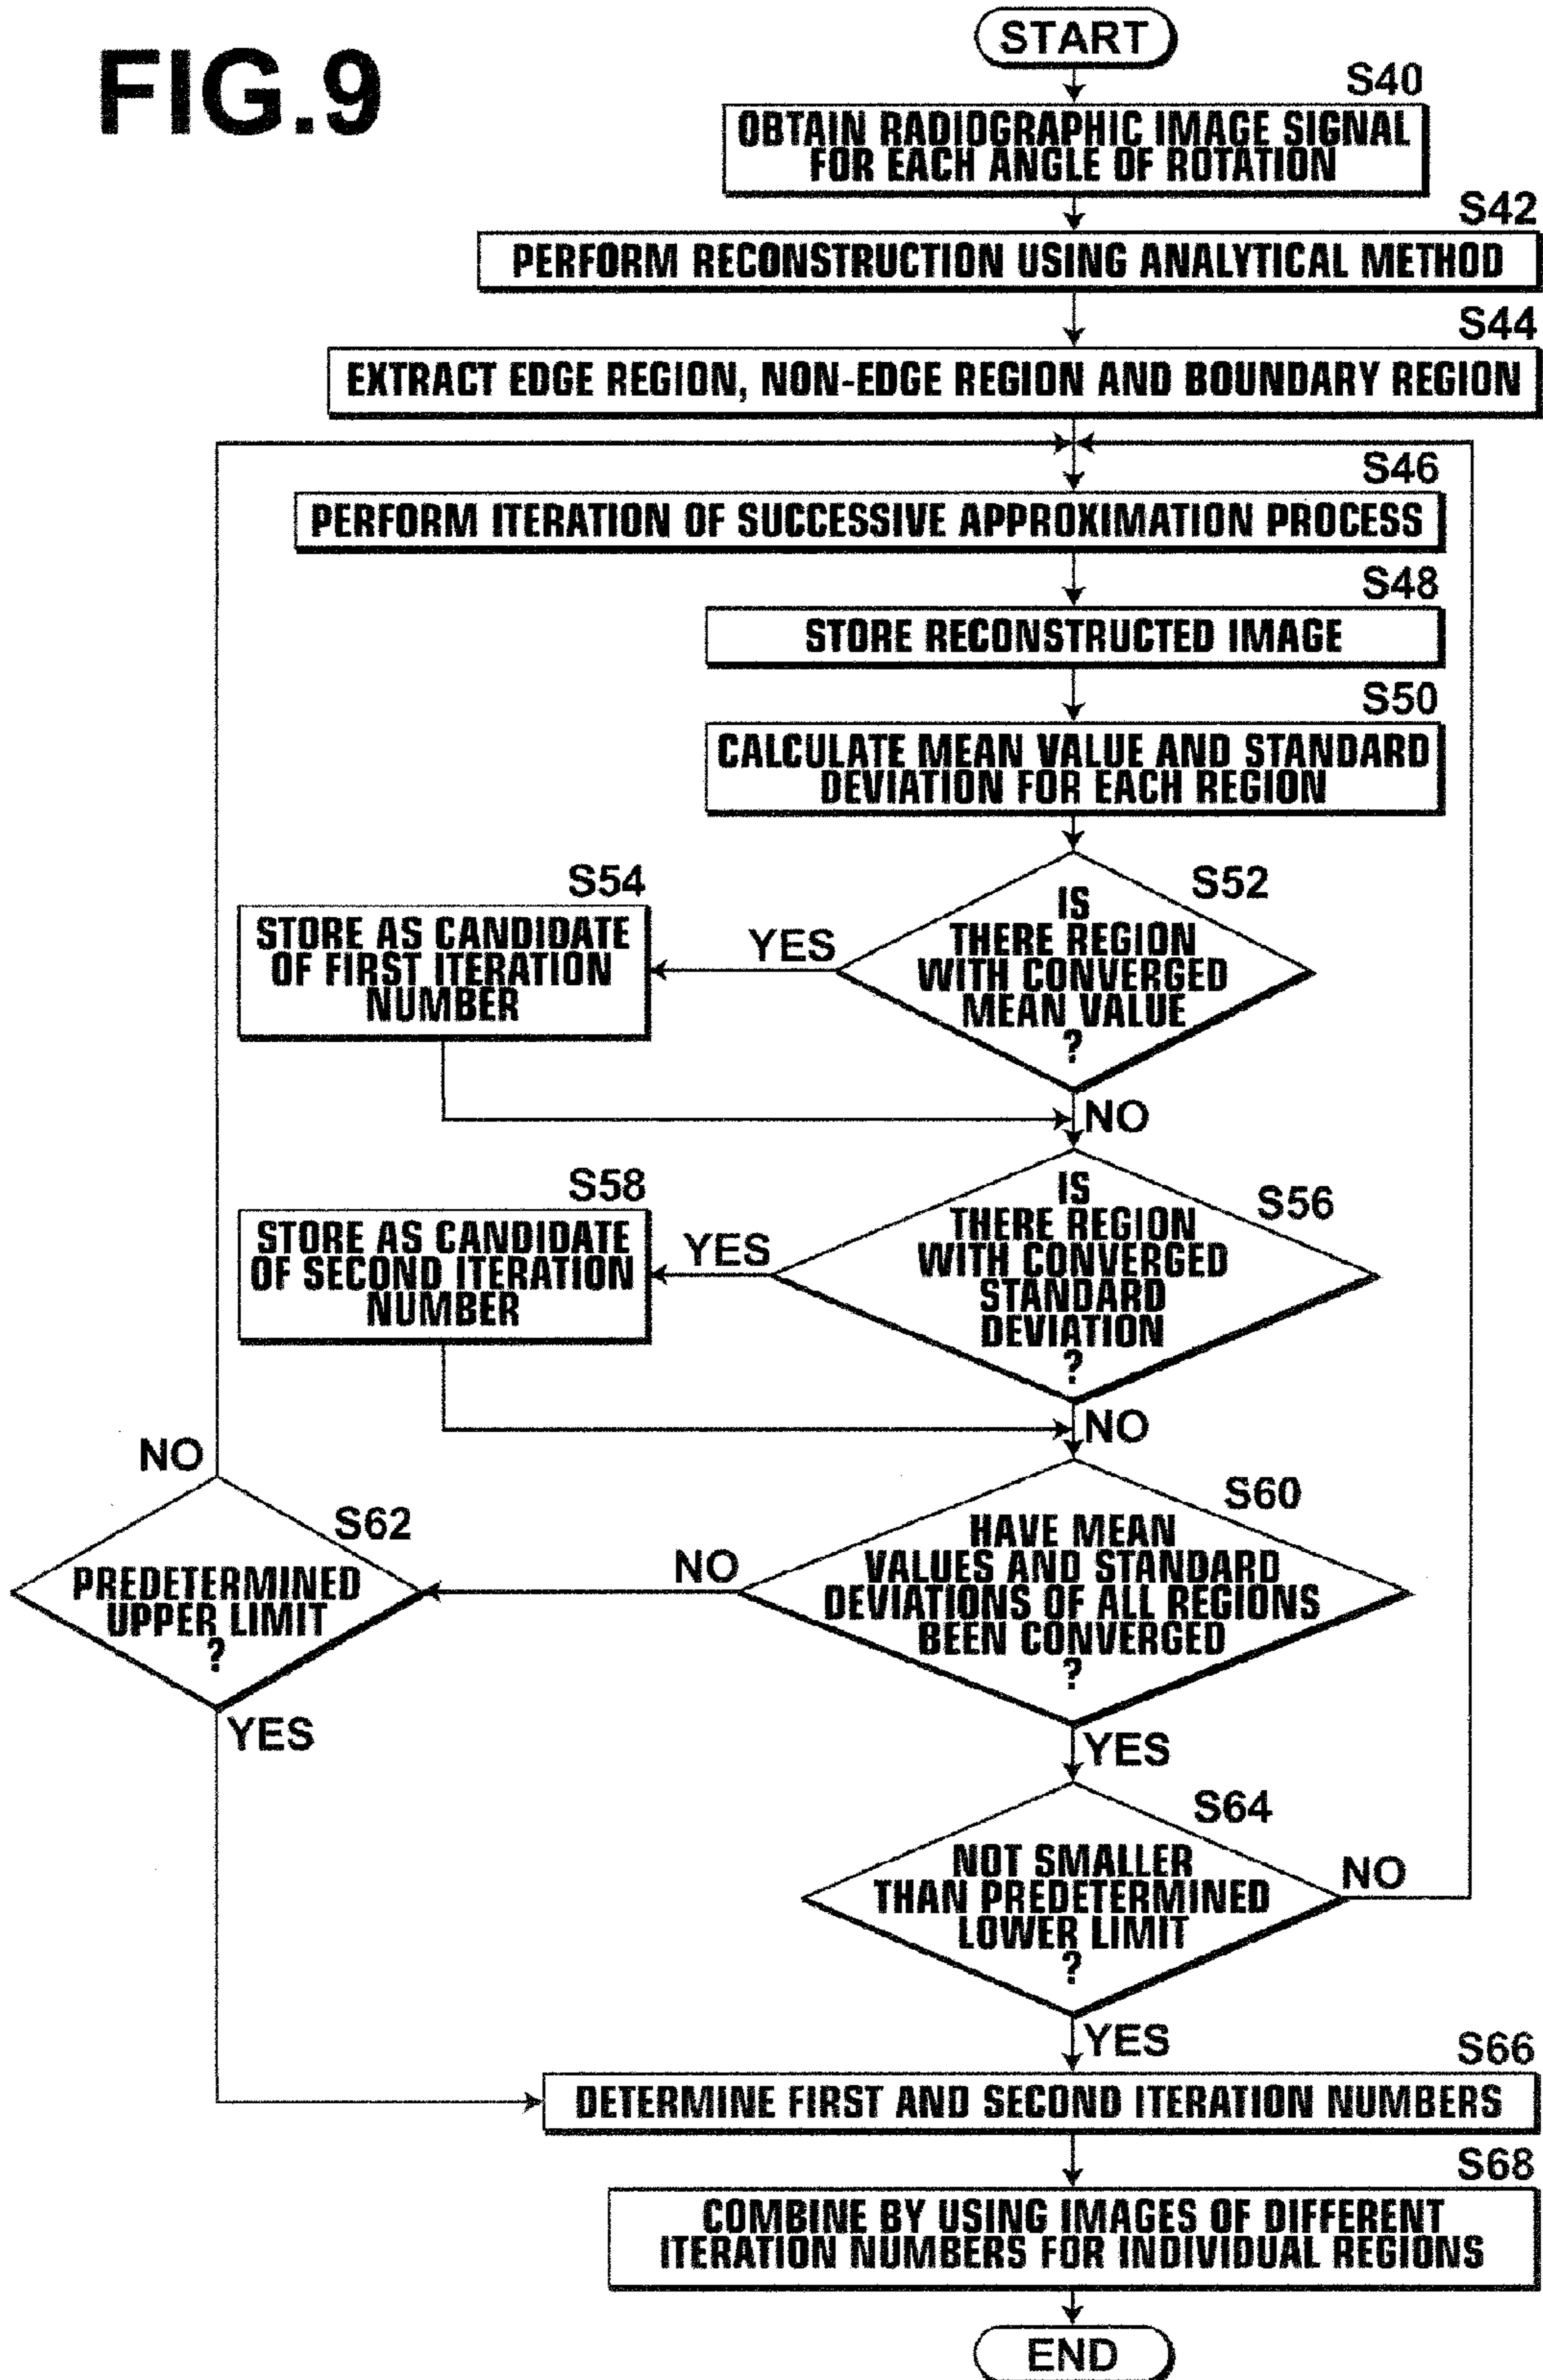 FIG.9
START
S40
OBTAIN RADIOGRAPHIC IMAGE SIGNAL
FOR EACH ANGLE OF ROTATION
S42
PERFORM RECONSTRUCTION USING ANALYTICAL METHOD
S44
EXTRACT EDGE REGION, NON-EDGE REGION AND BOUNDARY REGION
S46
PERFORM ITERATION OF SUCCESSIVE APPROXIMATION PROCESS
S48
STORE RECONSTRUCTED IMAGE
S50
CALCULATE MEAN VALUE AND STANDARD
DEVIATION FOR EACH REGION
S52
IS
THERE REGION
WITH CONVERGED
MEAN VALUE
?
YES
S54
STORE AS CANDIDATE
OF FIRST ITERATION
NUMBER
NO
S56
IS
THERE REGION
WITH CONVERGED
STANDARD
DEVIATION
?
YES
S58
STORE AS CANDIDATE
OF SECOND ITERATION
NUMBER
NO
S60
HAVE MEAN
VALUES AND STANDARD
DEVIATIONS OF ALL REGIONS
BEEN CONVERGED
?
NO
S62
PREDETERMINED
UPPER LIMIT
?
NO
YES
YES
S64
NOT SMALLER
THAN PREDETERMINED
LOWER LIMIT
?
NO
YES
S66
DETERMINE FIRST AND SECOND ITERATION NUMBERS
S68
COMBINE BY USING IMAGES OF DIFFERENT
ITERATION NUMBERS FOR INDIVIDUAL REGIONS
END